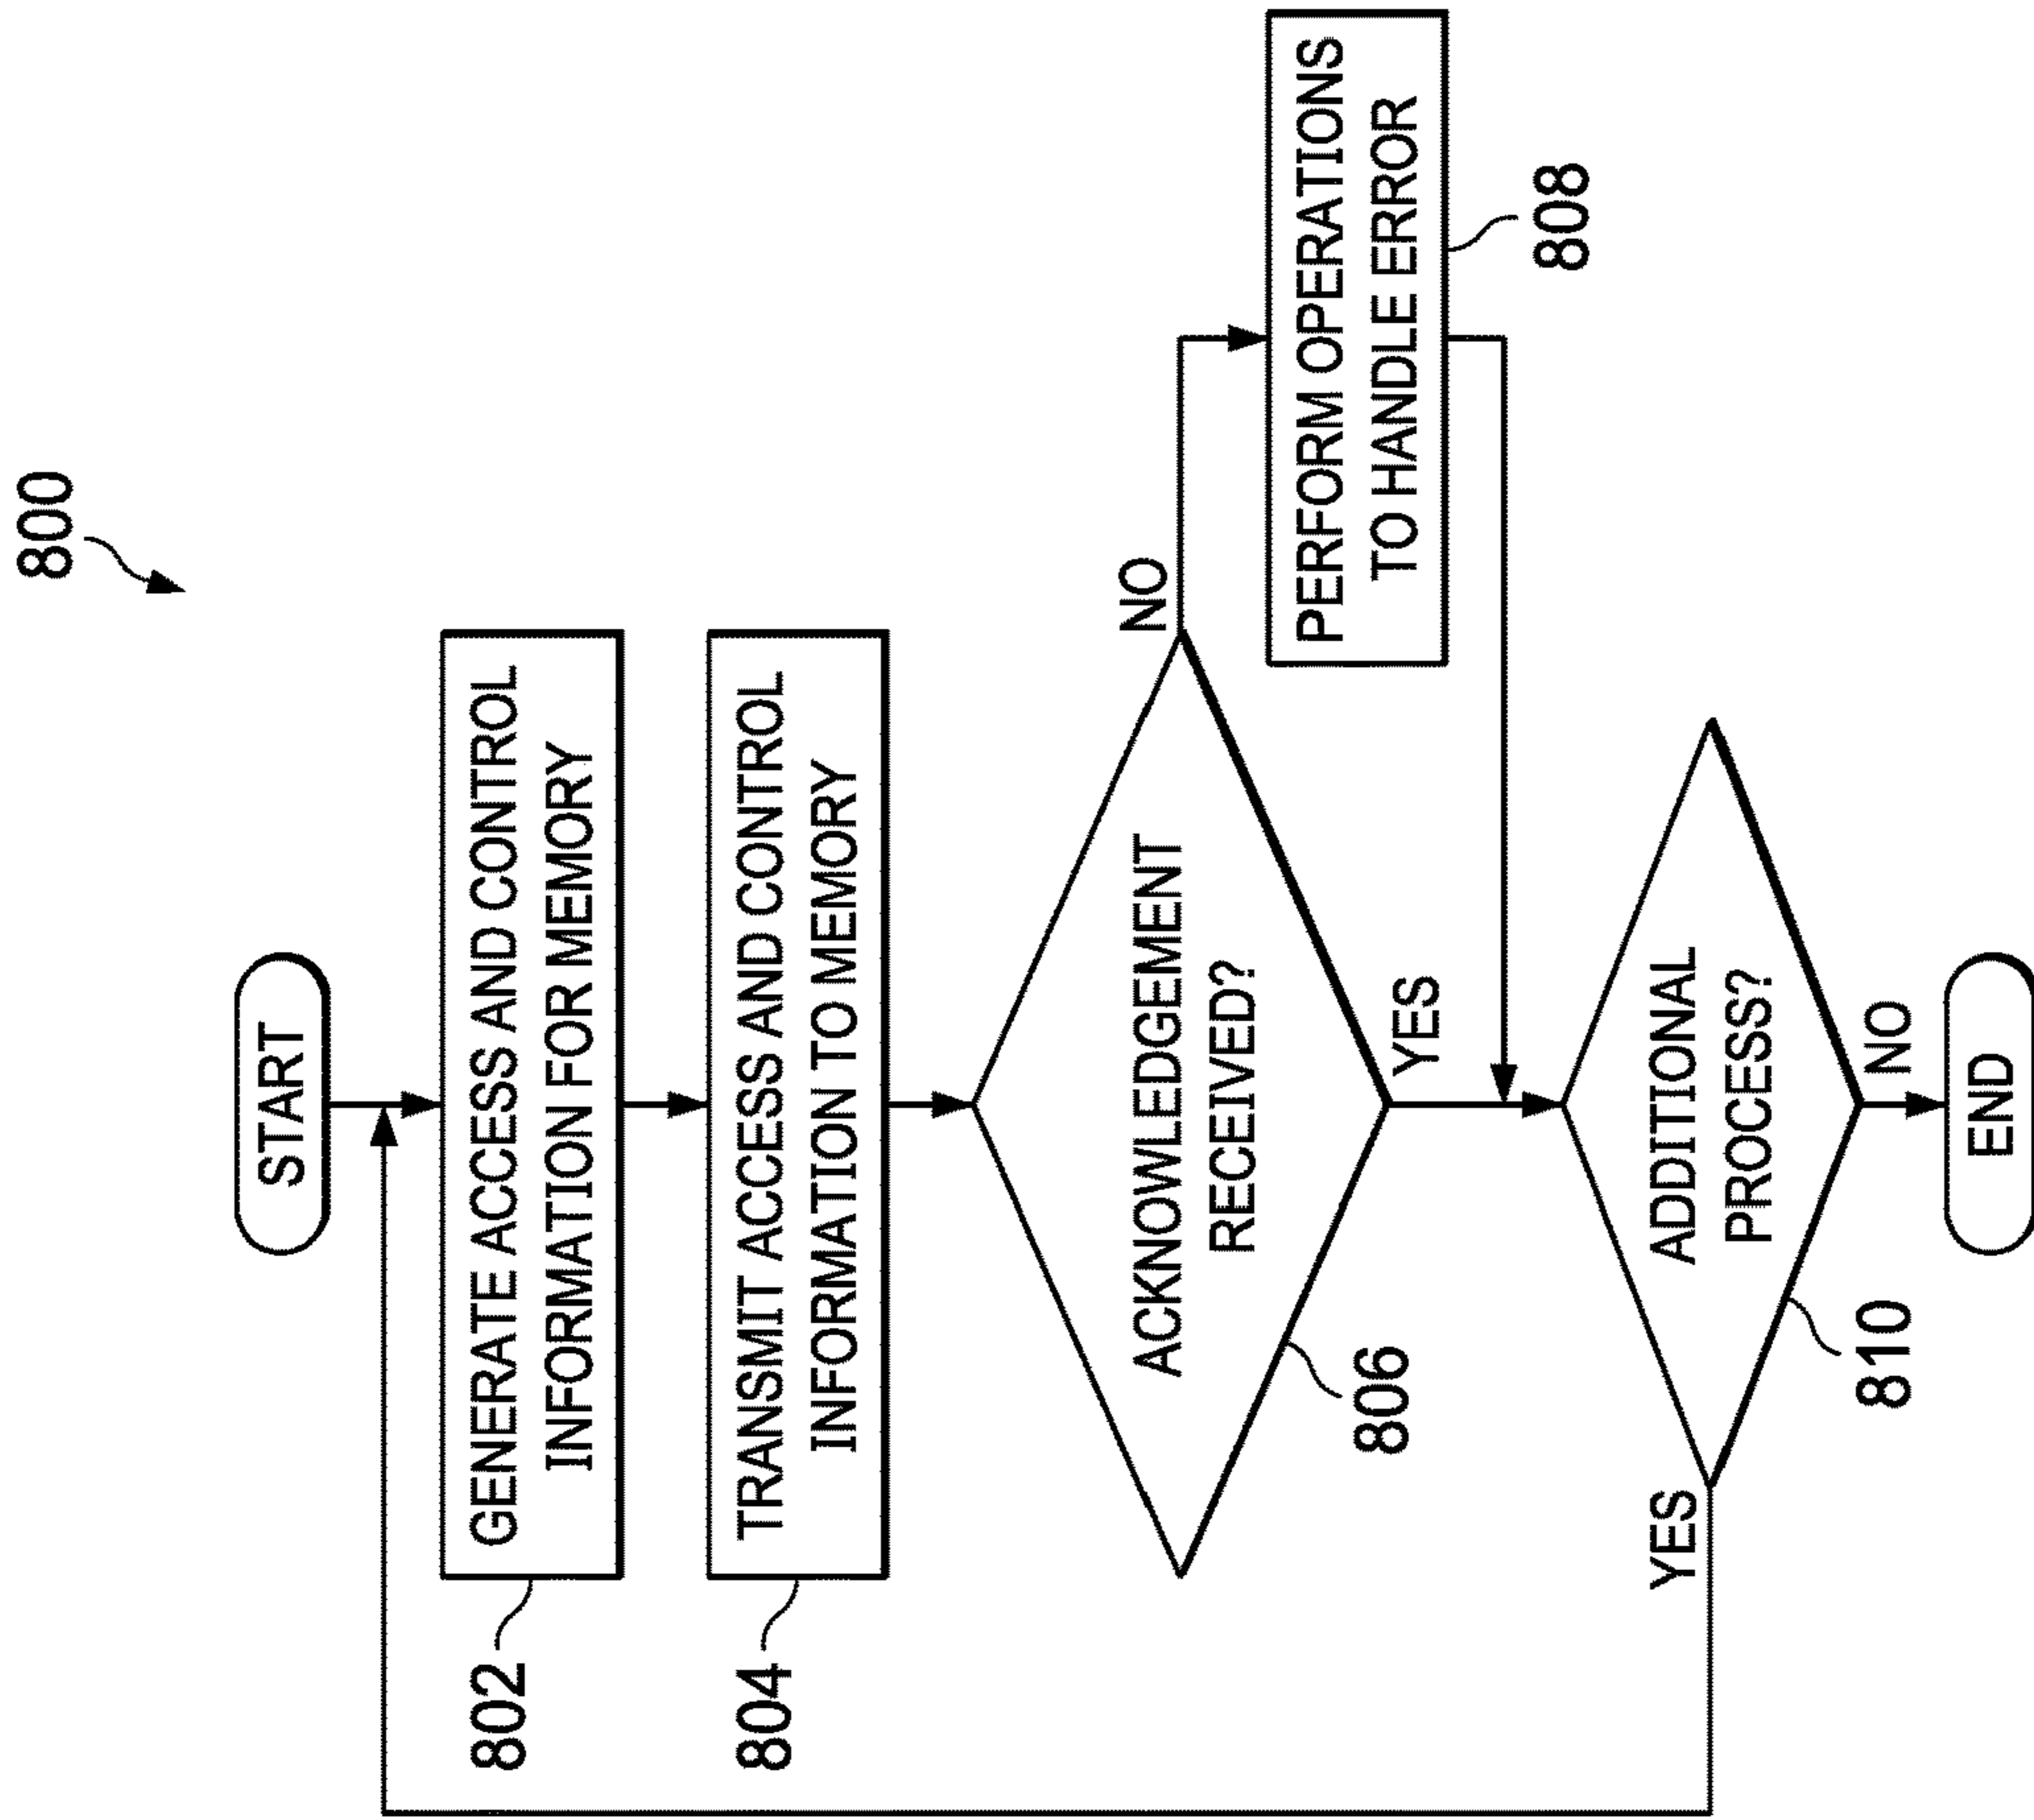 800
START
802
GENERATE ACCESS AND CONTROL
INFORMATION FOR MEMORY
804
TRANSMIT ACCESS AND CONTROL
INFORMATION TO MEMORY
ACKNOWLEDGEMENT
RECEIVED?
NO
806
YES
PERFORM OPERATIONS
TO HANDLE ERROR
808
ADDITIONAL
PROCESS?
YES
810
NO
END